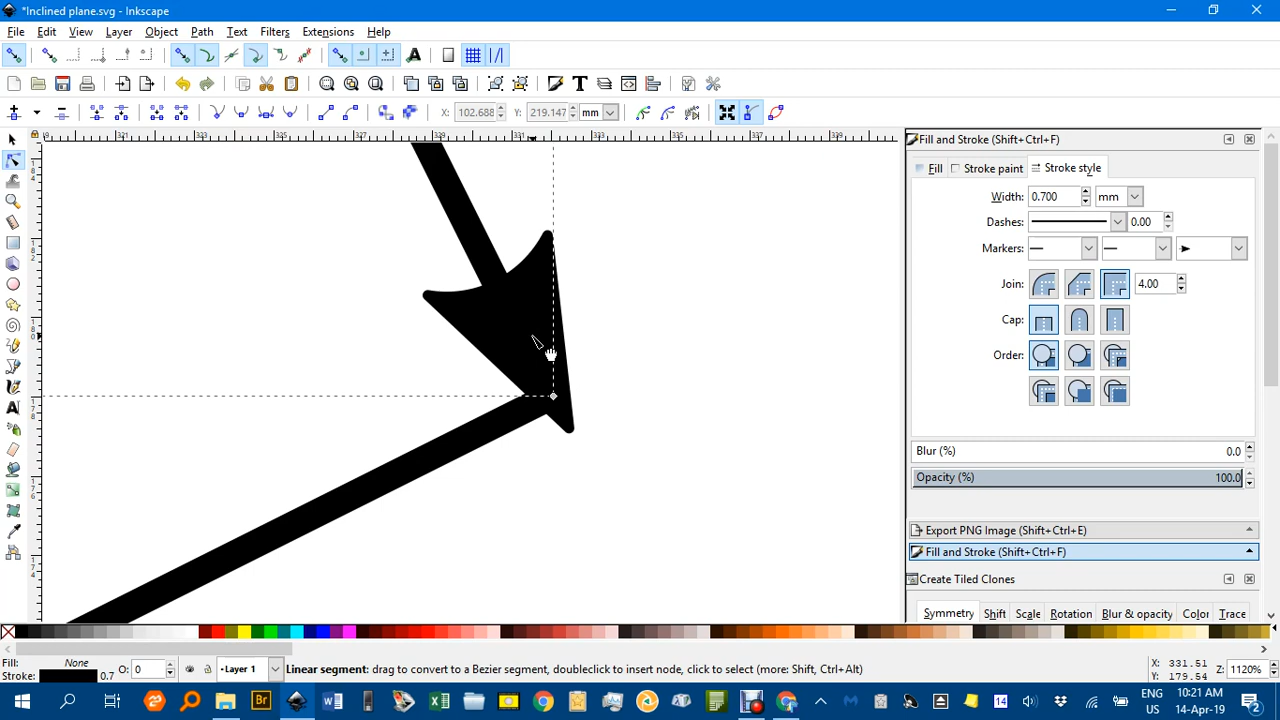 *Inclined plane.svg - Inkscape
File Edit View Layer Object Path Text Filters Extensions Help
X: 102.688 Y: 219.147 mm
Fill and Stroke (Shift+Ctrl+F)
Fill Stroke paint Stroke style
Width: 0.700 mm
Dashes: 0.00
Markers:
Join: 4.00
Cap:
Order:
Blur (%) 0.0
Opacity (%) 100.0
Export PNG Image (Shift+Ctrl+E)
Fill and Stroke (Shift+Ctrl+F)
Create Tiled Clones
Symmetry Shift Scale Rotation Blur & opacity Color Trace
Fill: None
Stroke: 0.7
O: 0
Layer 1
Linear segment: drag to convert to a Bezier segment, doubleclick to insert node, click to select (more: Shift, Ctrl+Alt)
X: 331.51
Y: 179.54
Z: 1120%
Br
14
ENG
US
10:21 AM
14-Apr-19
2